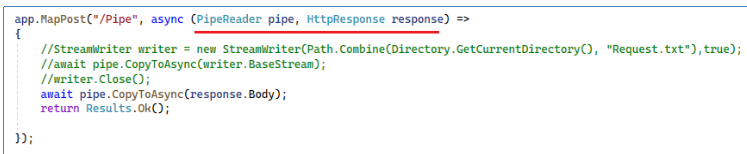 app.MapPost("/Pipe", async (PipeReader pipe, HttpResponse response) =>
{
//StreamWriter writer = new StreamWriter(Path.Combine(Directory.GetCurrentDirectory(), "Request.txt"),true);
//await pipe.CopyToAsync(writer.BaseStream);
//writer.Close();
await pipe.CopyToAsync(response.Body);
return Results.Ok();
});